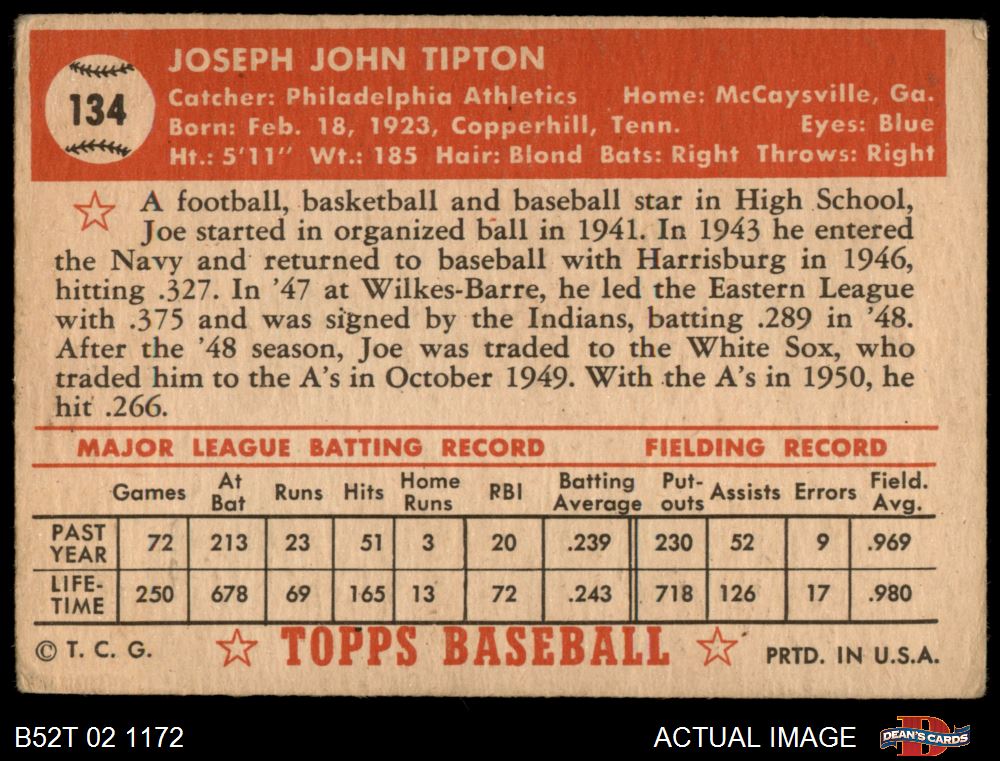 134
JOSEPH JOHN TIPTON
Catcher: Philadelphia Athletics Home: McCaysville, Ga.
Born: Feb. 18, 1923, Copperhill, Tenn. Eyes: Blue
Ht.: 5'11" Wt.: 185 Hair: Blond Bats: Right Throws: Right
A football, basketball and baseball star in High School,
Joe started in organized ball in 1941. In 1943 he entered
the Navy and returned to baseball with Harrisburg in 1946,
hitting .327. In '47 at Wilkes-Barre, he led the Eastern League
with .375 and was signed by the Indians, batting .289 in '48.
After the '48 season, Joe was traded to the White Sox, who
traded him to the A's in October 1949. With the A's in 1950, he
hit .266.
MAJOR LEAGUE BATTING RECORD FIELDING RECORD
Games At Bat Runs Hits Home Runs RBI Batting Average Put-outs Assists Errors Field. Avg.
PAST YEAR 72 213 23 51 3 20 .239 230 52 9 .969
LIFE-TIME 250 678 69 165 13 72 .243 718 126 17 .980
© T. C. G. TOPPS BASEBALL PRTD. IN U.S.A.
B52T 02 1172 ACTUAL IMAGE D DEAN'S CARDS